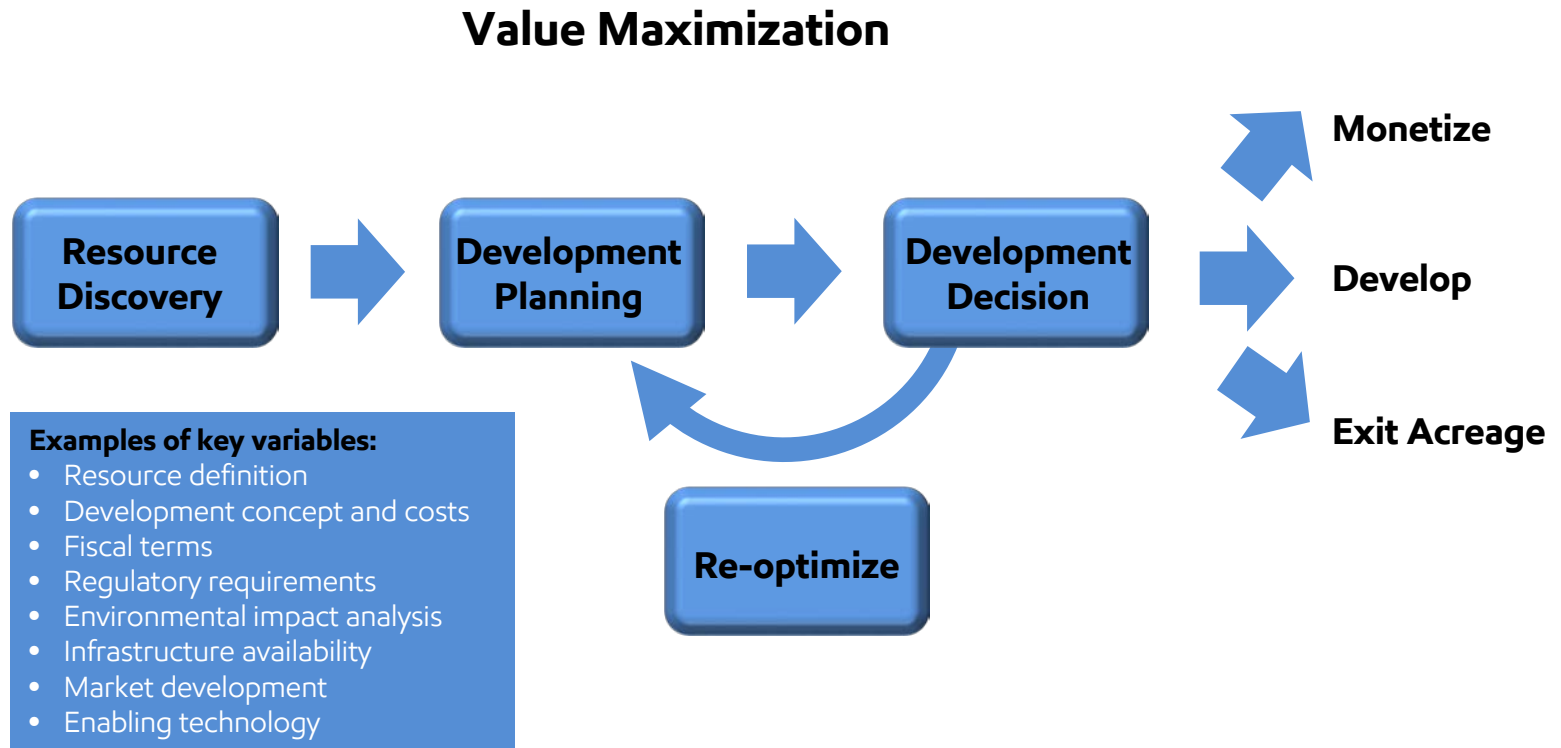 Value Maximization
Monetize
Resource
Discovery
Development
Planning
Development
Decision
Develop
Exit Acreage
Examples of key variables:
• Resource definition
• Development concept and costs
• Fiscal terms
• Regulatory requirements
• Environmental impact analysis
• Infrastructure availability
• Market development
• Enabling technology
Re-optimize